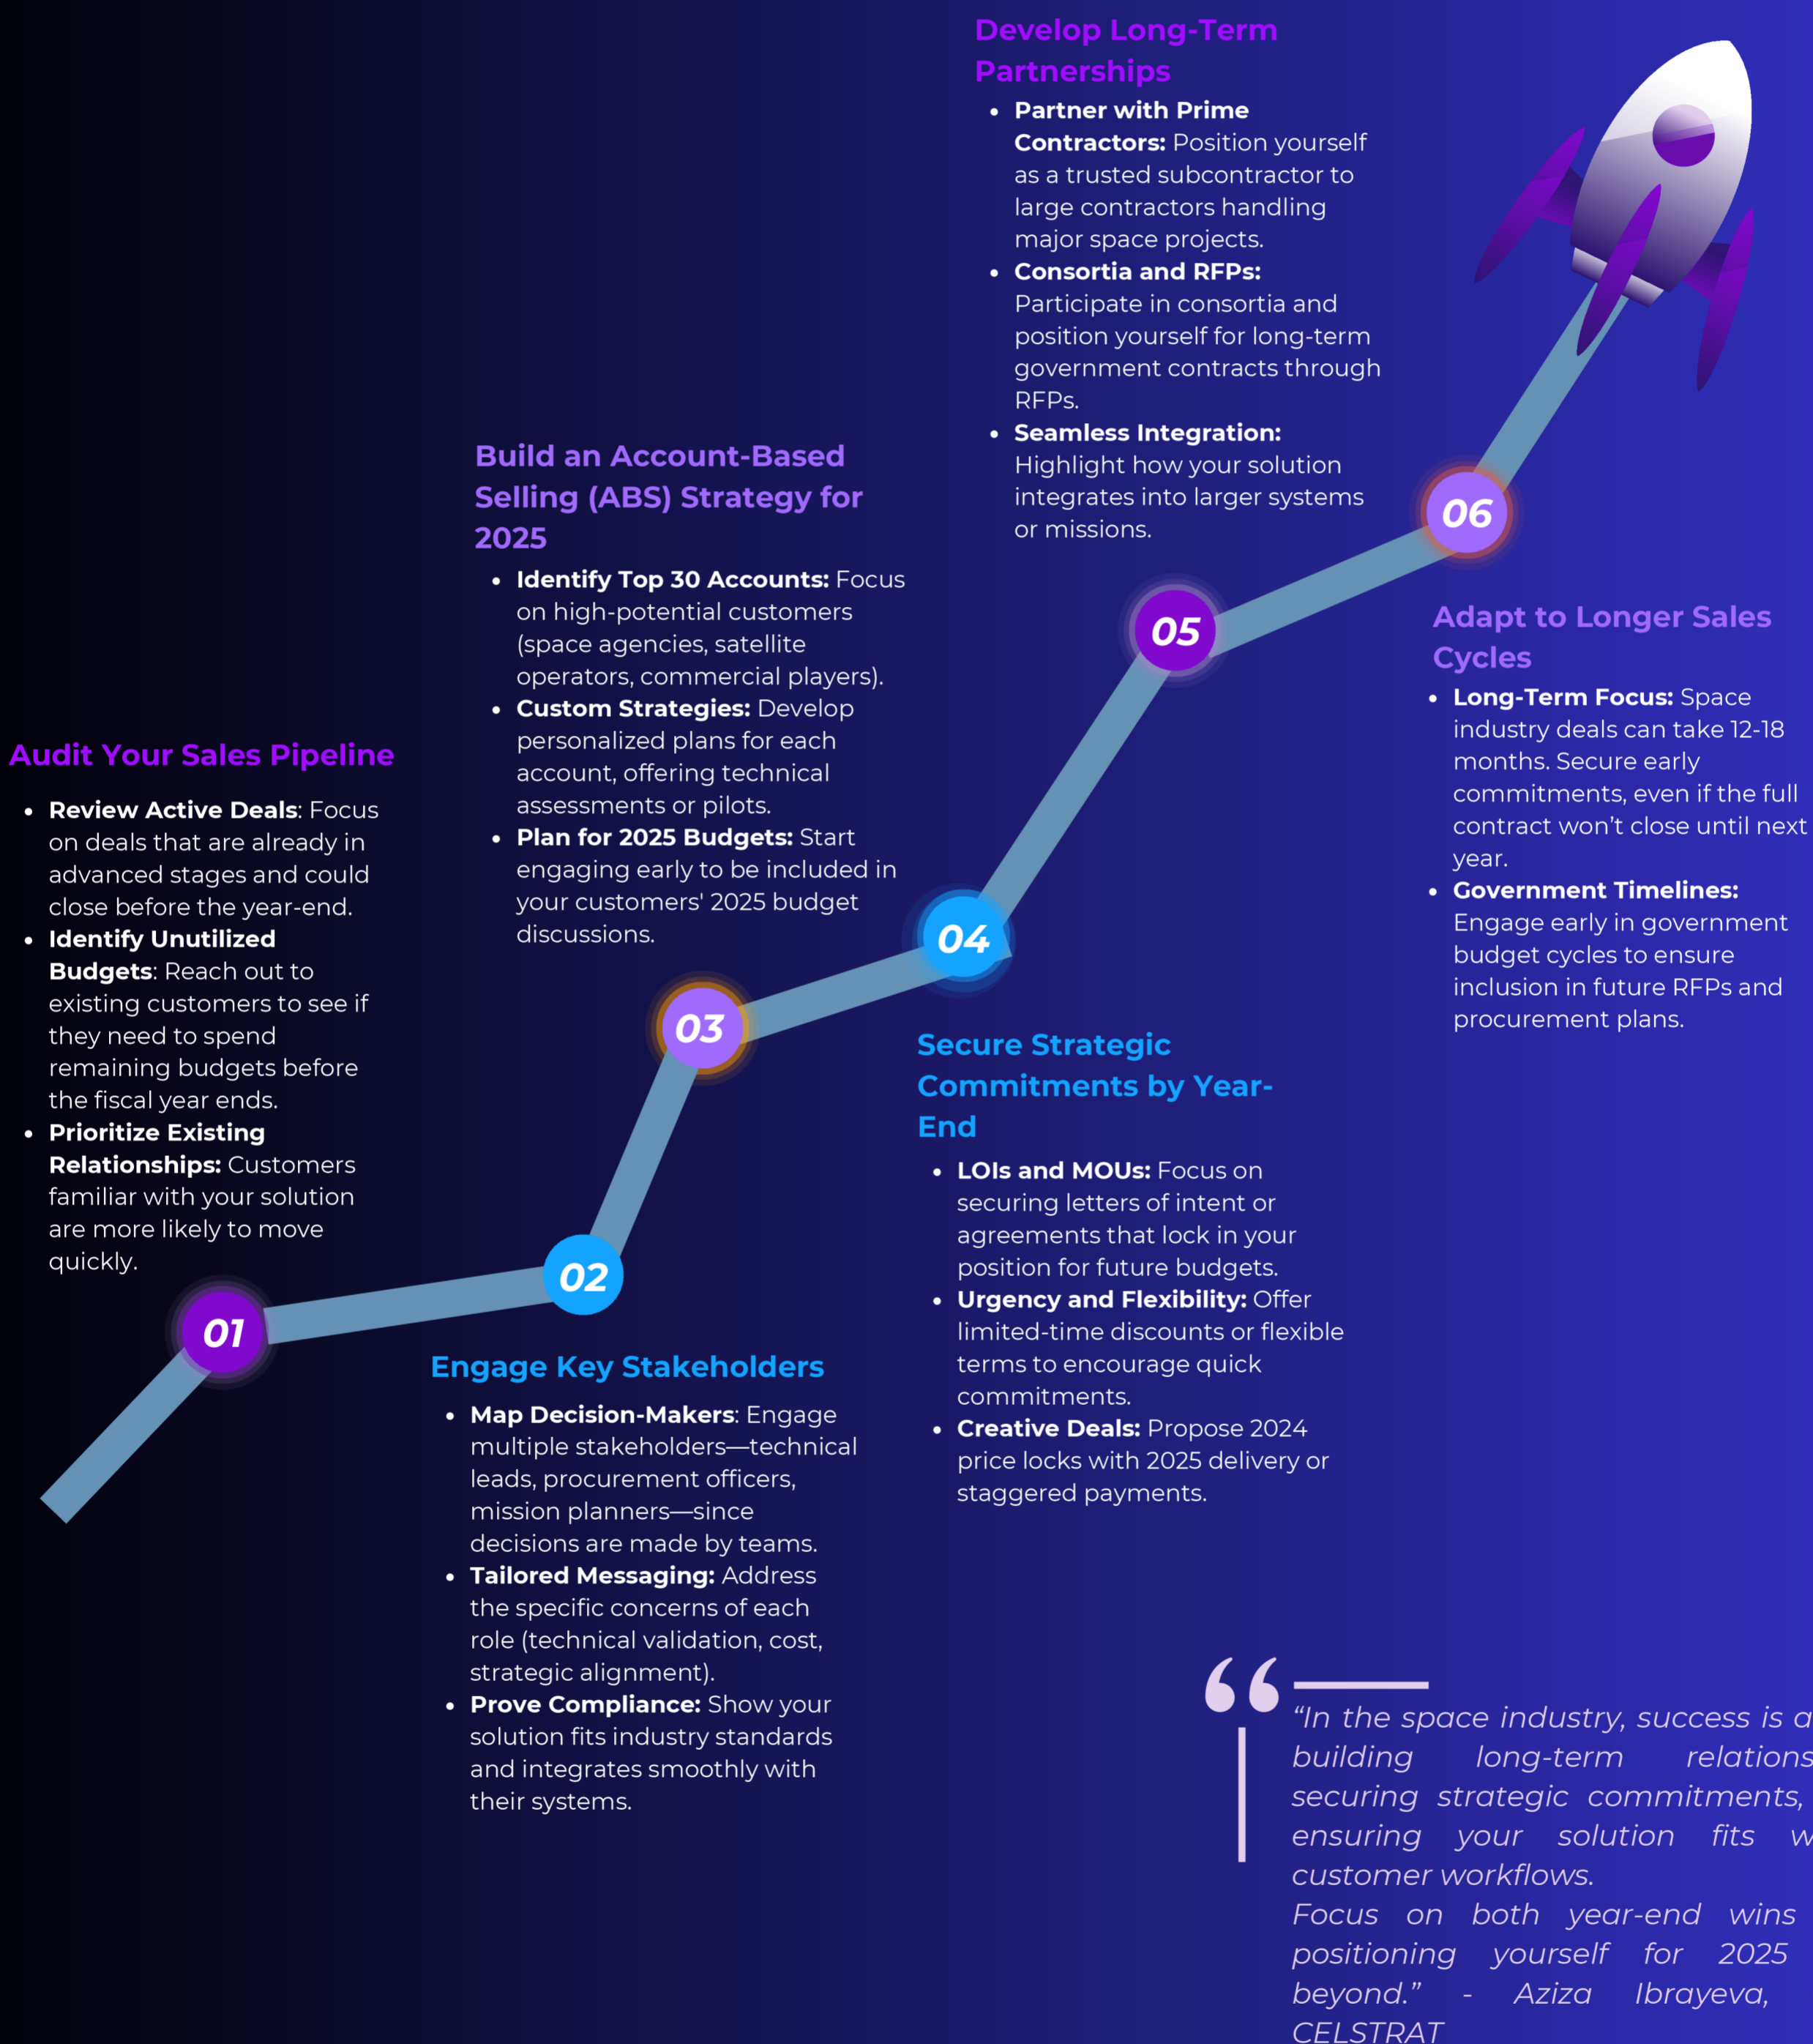 Audit Your Sales Pipeline
• Review Active Deals: Focus
on deals that are already in
advanced stages and could
close before the year-end.
• Identify Unutilized
Budgets: Reach out to
existing customers to see if
they need to spend
remaining budgets before
the fiscal year ends.
• Prioritize Existing
Relationships: Customers
familiar with your solution
are more likely to move
quickly.
01
02
Engage Key Stakeholders
• Map Decision-Makers: Engage
multiple stakeholders—technical
leads, procurement officers,
mission planners—since
decisions are made by teams.
• Tailored Messaging: Address
the specific concerns of each
role (technical validation, cost,
strategic alignment).
• Prove Compliance: Show your
solution fits industry standards
and integrates smoothly with
their systems.
Build an Account-Based
Selling (ABS) Strategy for
2025
• Identify Top 30 Accounts: Focus
on high-potential customers
(space agencies, satellite
operators, commercial players).
• Custom Strategies: Develop
personalized plans for each
account, offering technical
assessments or pilots.
• Plan for 2025 Budgets: Start
engaging early to be included in
your customers' 2025 budget
discussions.
03
04
Secure Strategic
Commitments by Year-
End
• LOIs and MOUs: Focus on
securing letters of intent or
agreements that lock in your
position for future budgets.
• Urgency and Flexibility: Offer
limited-time discounts or flexible
terms to encourage quick
commitments.
• Creative Deals: Propose 2024
price locks with 2025 delivery or
staggered payments.
Develop Long-Term
Partnerships
• Partner with Prime
Contractors: Position yourself
as a trusted subcontractor to
large contractors handling
major space projects.
• Consortia and RFPs:
Participate in consortia and
position yourself for long-term
government contracts through
RFPs.
• Seamless Integration:
Highlight how your solution
integrates into larger systems
or missions.
05
06
Adapt to Longer Sales
Cycles
• Long-Term Focus: Space
industry deals can take 12-18
months. Secure early
commitments, even if the full
contract won’t close until next
year.
• Government Timelines:
Engage early in government
budget cycles to ensure
inclusion in future RFPs and
procurement plans.
“In the space industry, success is
building long-term
securing strategic commitments,
ensuring your solution fits
customer workflows.
Focus on both year-end wins
positioning yourself for 2025
beyond.” - Aziza Ibrayeva,
CELSTRAT